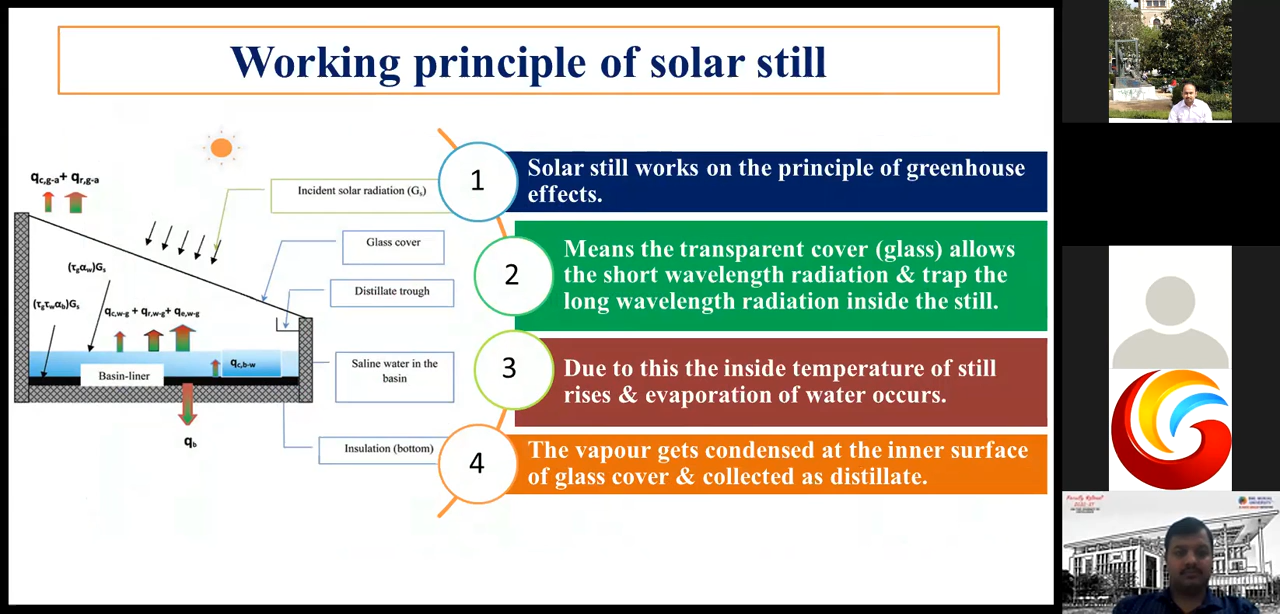 Working principle of solar still
qc,g-a+ qr,g-a
Incident solar radiation (Gs)
Glass cover
Distillate trough
(τgαw)Gs
(τgτwαb)Gs
qc,w-g + qr,w-g+ qe,w-g
qc,b-w
Basin-liner
Saline water in the
basin
Insulation (bottom)
qb
1
Solar still works on the principle of greenhouse
effects.
2
Means the transparent cover (glass) allows
the short wavelength radiation & trap the
long wavelength radiation inside the still.
3
Due to this the inside temperature of still
rises & evaporation of water occurs.
4
The vapour gets condensed at the inner surface
of glass cover & collected as distillate.